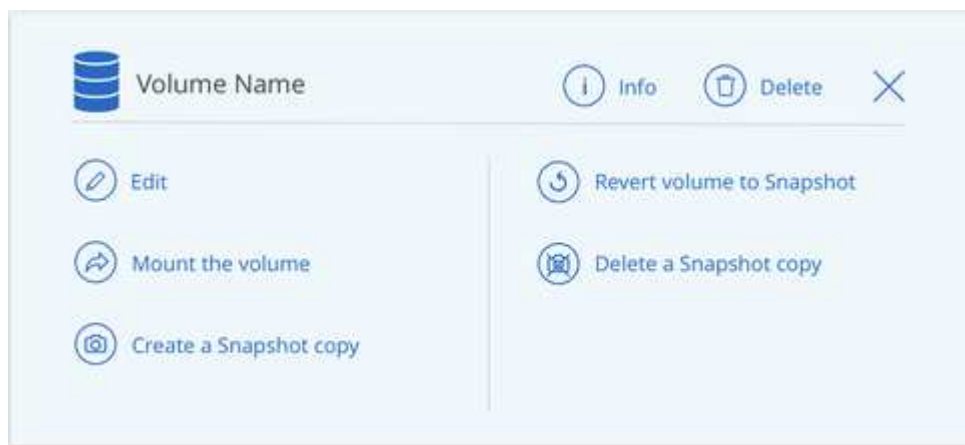 Volume Name
Info
Delete
Edit
Mount the volume
Create a Snapshot copy
Revert volume to Snapshot
Delete a Snapshot copy